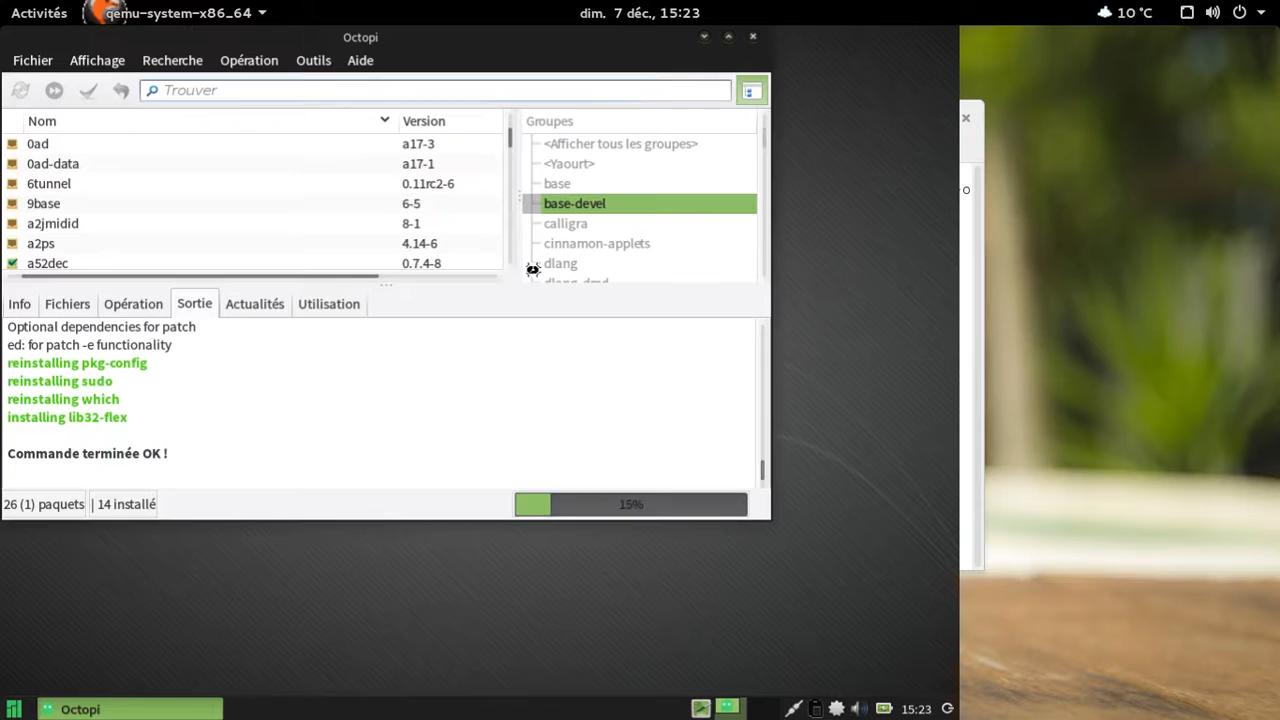 Activités qemu-system-x86_64 dim. 7 déc., 15:23 10 °C
Octopi
Fichier Affichage Recherche Opération Outils Aide
Trouver
Nom Version Groupes
0ad a17-3 <Afficher tous les groupes>
0ad-data a17-1 <Yaourt>
6tunnel 0.11rc2-6 base
9base 6-5 base-devel
a2jmidid 8-1 calligra
a2ps 4.14-6 cinnamon-applets
a52dec 0.7.4-8 dlang
dlang-dmd
Info Fichiers Opération Sortie Actualités Utilisation
Optional dependencies for patch
ed: for patch -e functionality
reinstalling pkg-config
reinstalling sudo
reinstalling which
installing lib32-flex
Commande terminée OK !
26 (1) paquets | 14 installé 15%
Octopi 15:23